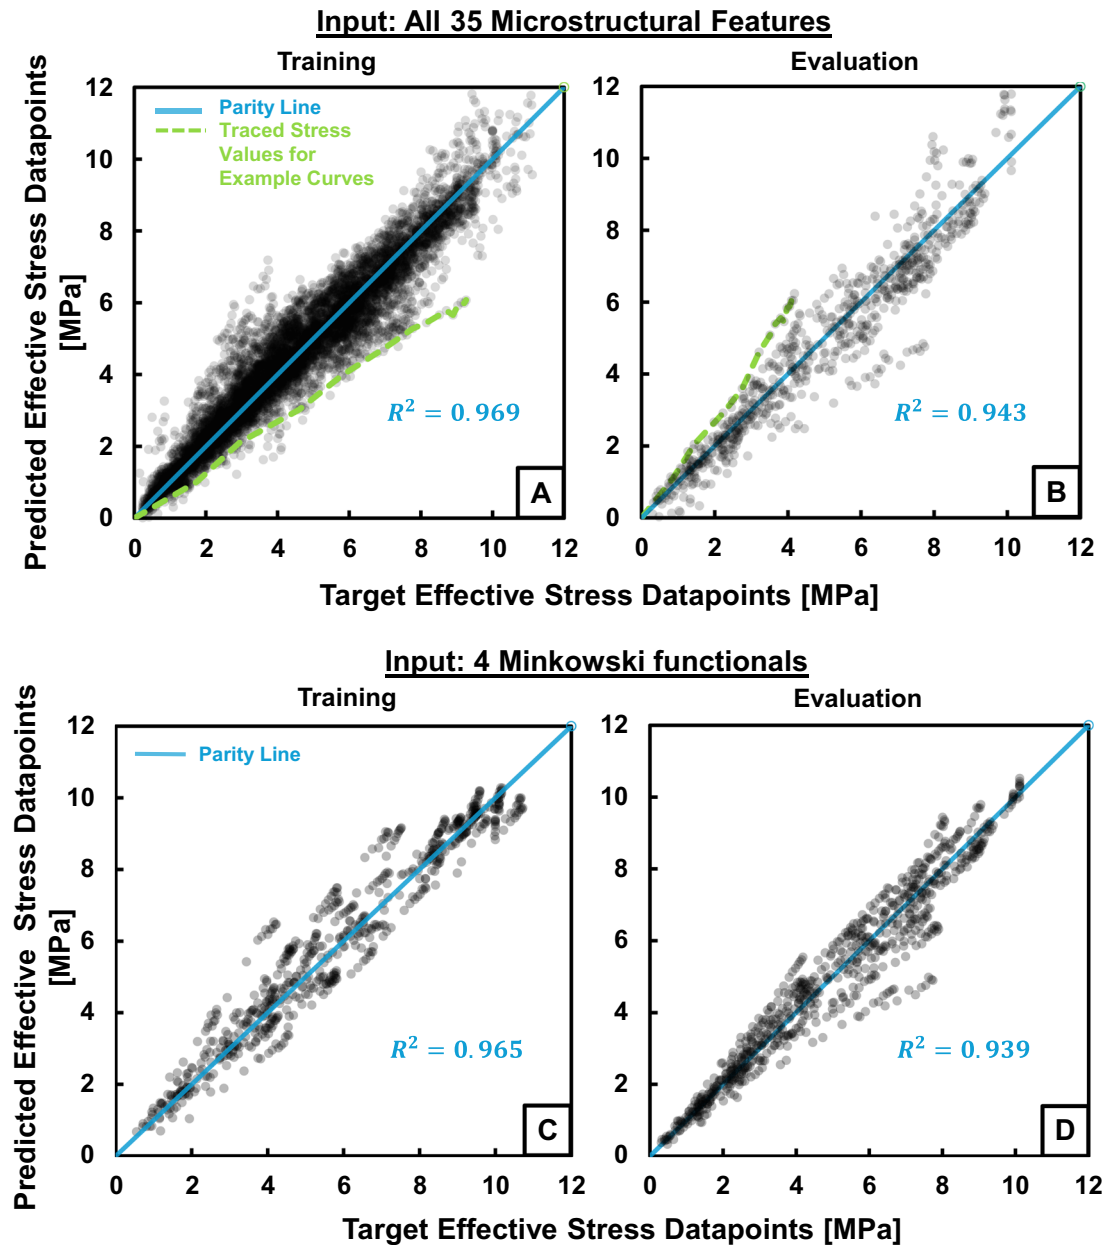 Input: All 35 Microstructural Features
Training
Evaluation
Predicted Effective Stress Datapoints
[MPa]
12
10
8
6
4
2
0
Parity Line
Traced Stress
Values for
Example Curves
R² = 0.969
A
0 2 4 6 8 10 12
12
10
8
6
4
2
0
R² = 0.943
B
0 2 4 6 8 10 12
Target Effective Stress Datapoints [MPa]
Input: 4 Minkowski functionals
Training
Evaluation
Predicted Effective Stress Datapoints
[MPa]
12
10
8
6
4
2
0
Parity Line
R² = 0.965
C
0 2 4 6 8 10 12
12
10
8
6
4
2
0
R² = 0.939
D
0 2 4 6 8 10 12
Target Effective Stress Datapoints [MPa]